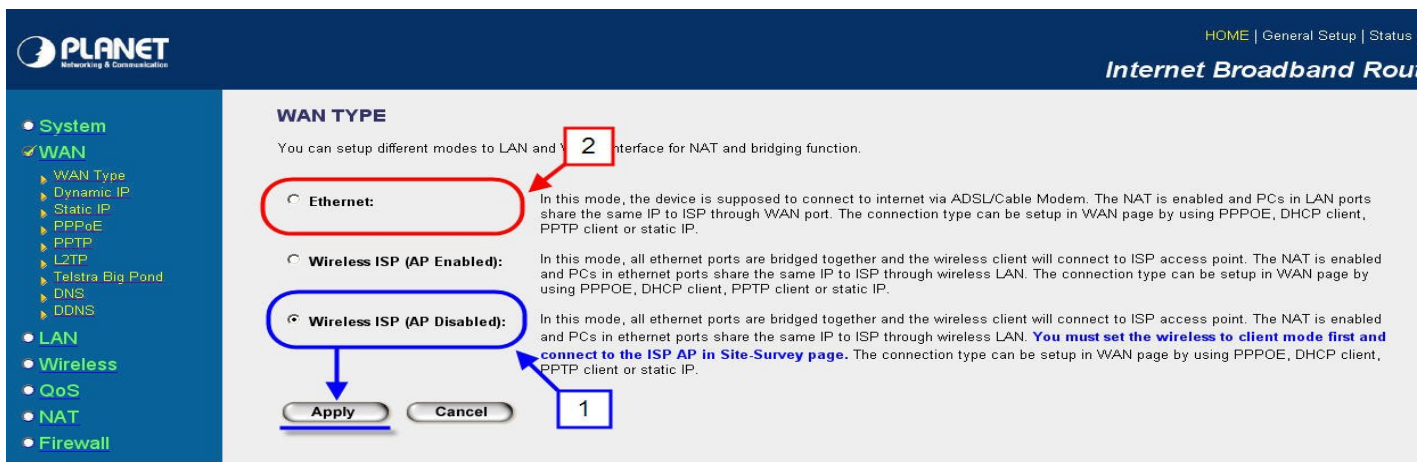 PLANET
Networking & Communication
HOME | General Setup | Status
Internet Broadband Rou
System
WAN
WAN Type
Dynamic IP
Static IP
PPPoE
PPTP
L2TP
Telstra Big Pond
DNS
DDNS
LAN
Wireless
QoS
NAT
Firewall
WAN TYPE
You can setup different modes to LAN and 2 nterface for NAT and bridging function.
Ethernet:
In this mode, the device is supposed to connect to internet via ADSL/Cable Modem. The NAT is enabled and PCs in LAN ports
share the same IP to ISP through WAN port. The connection type can be setup in WAN page by using PPPOE, DHCP client,
PPTP client or static IP.
Wireless ISP (AP Enabled):
In this mode, all ethernet ports are bridged together and the wireless client will connect to ISP access point. The NAT is enabled
and PCs in ethernet ports share the same IP to ISP through wireless LAN. The connection type can be setup in WAN page by
using PPPOE, DHCP client, PPTP client or static IP.
Wireless ISP (AP Disabled):
In this mode, all ethernet ports are bridged together and the wireless client will connect to ISP access point. The NAT is enabled
and PCs in ethernet ports share the same IP to ISP through wireless LAN. You must set the wireless to client mode first and
connect to the ISP AP in Site-Survey page. The connection type can be setup in WAN page by using PPPOE, DHCP client,
PPTP client or static IP.
Apply
Cancel
1